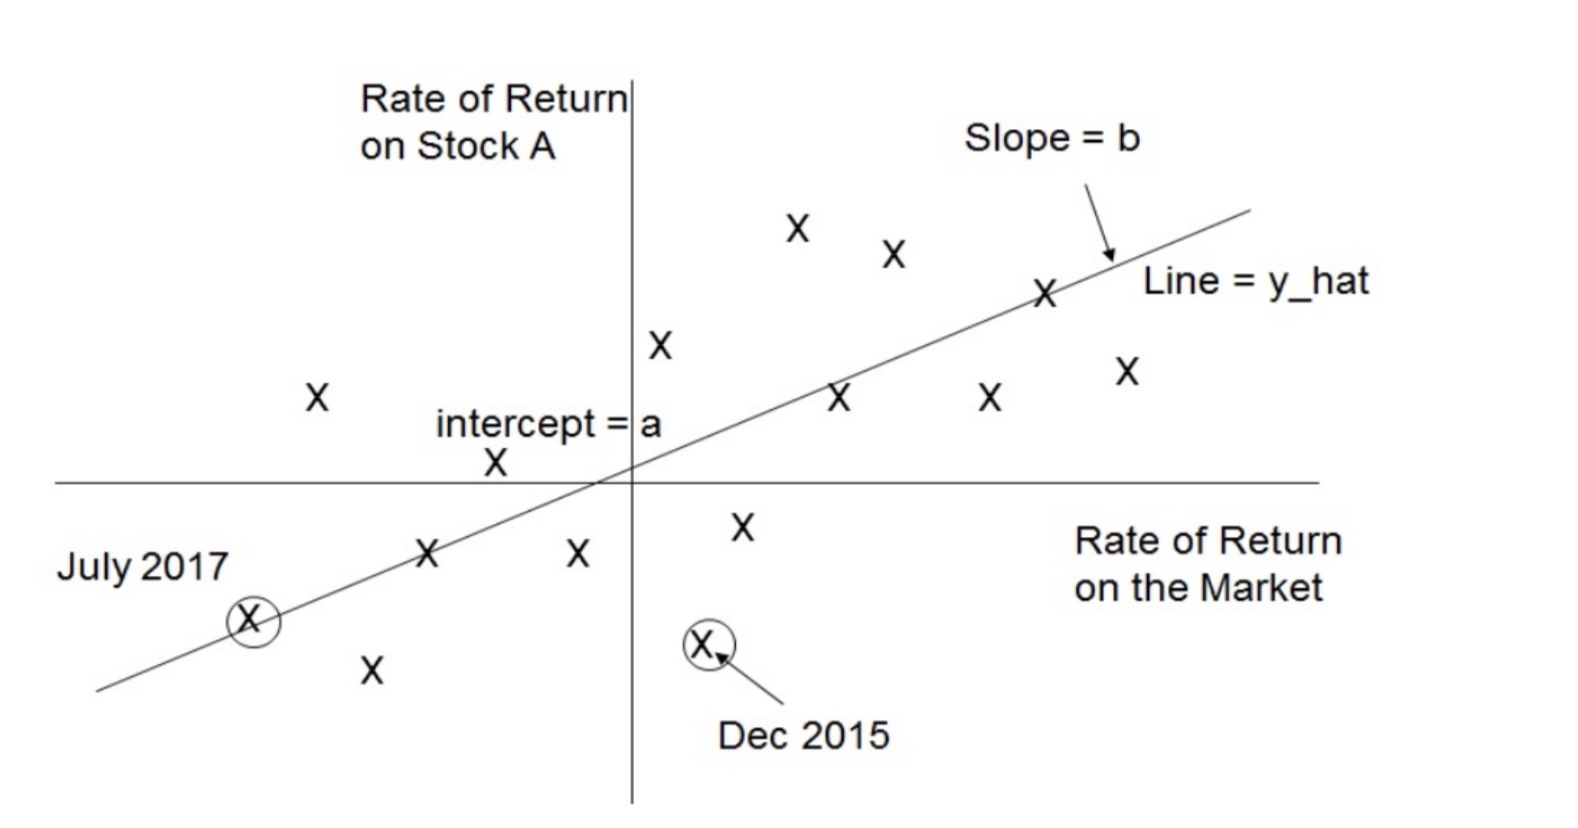 Rate of Return
on Stock A
Slope = b
X
X
Line = y_hat
X
X
X
X
X
X
intercept = a
X
X
July 2017
X
X
Rate of Return
on the Market
X
X
X
Dec 2015